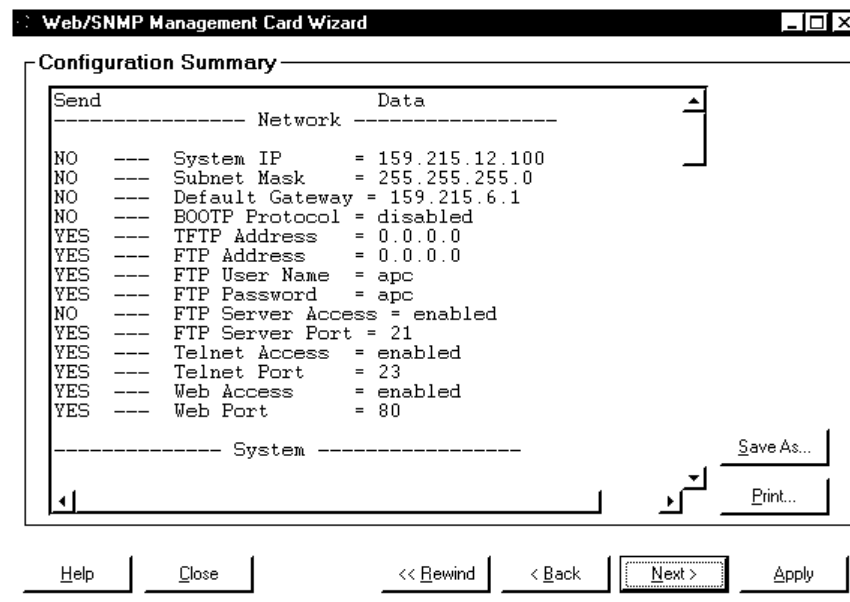 Web/SNMP Management Card Wizard
Configuration Summary
Send Data
---------------- Network -----------------
NO --- System IP = 159.215.12.100
NO --- Subnet Mask = 255.255.255.0
NO --- Default Gateway = 159.215.6.1
NO --- BOOTP Protocol = disabled
YES --- TFTP Address = 0.0.0.0
YES --- FTP Address = 0.0.0.0
YES --- FTP User Name = apc
YES --- FTP Password = apc
NO --- FTP Server Access = enabled
YES --- FTP Server Port = 21
YES --- Telnet Access = enabled
YES --- Telnet Port = 23
YES --- Web Access = enabled
YES --- Web Port = 80
-------------- System -----------------
Save As...
Print...
Help Close << Rewind < Back Next > Apply